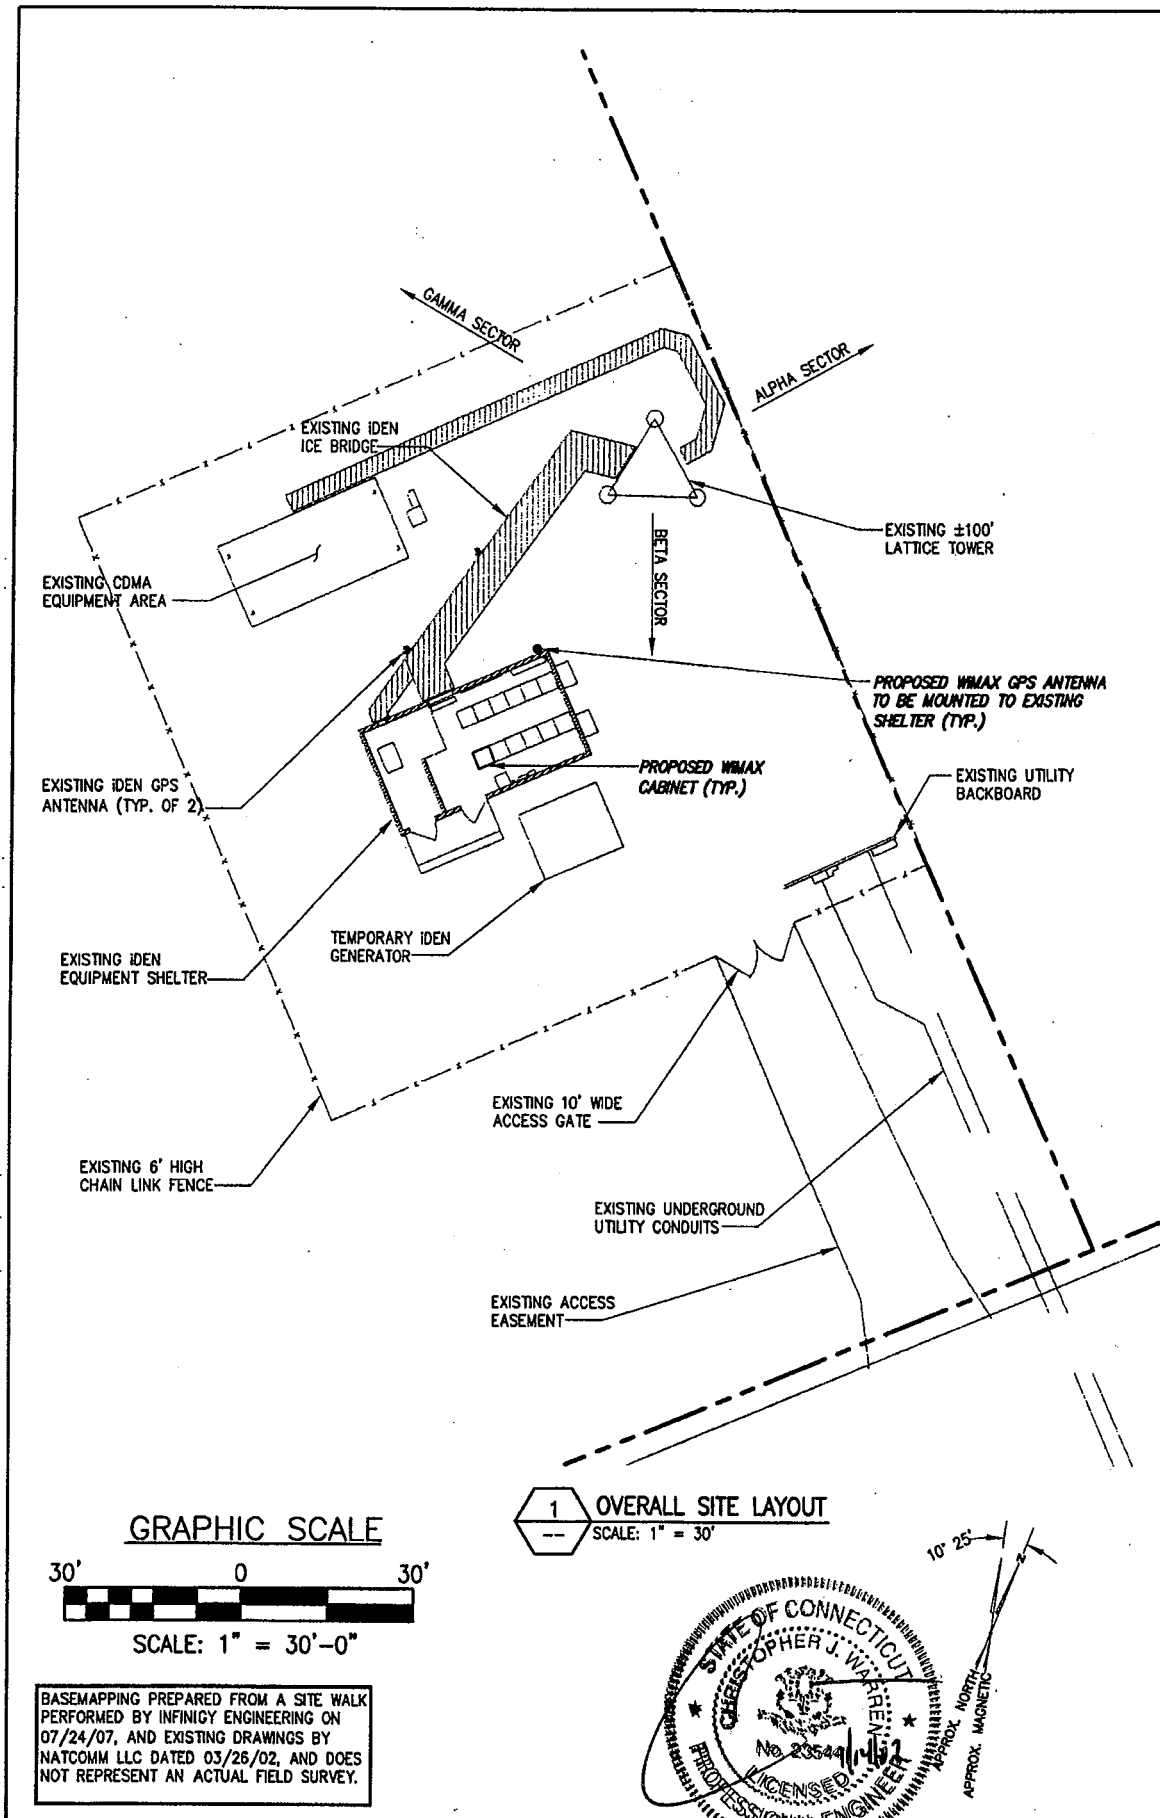 GAMMA SECTOR
ALPHA SECTOR
EXISTING iDEN
ICE BRIDGE
EXISTING ±100'
LATTICE TOWER
BETA SECTOR
EXISTING CDMA
EQUIPMENT AREA
PROPOSED WIMAX GPS ANTENNA
TO BE MOUNTED TO EXISTING
SHELTER (TYP.)
PROPOSED WIMAX
CABINET (TYP.)
EXISTING iDEN GPS
ANTENNA (TYP. OF 2)
EXISTING UTILITY
BACKBOARD
TEMPORARY iDEN
GENERATOR
EXISTING iDEN
EQUIPMENT SHELTER
EXISTING 10' WIDE
ACCESS GATE
EXISTING 6' HIGH
CHAIN LINK FENCE
EXISTING UNDERGROUND
UTILITY CONDUITS
EXISTING ACCESS
EASEMENT
1
--
OVERALL SITE LAYOUT
SCALE: 1" = 30'
GRAPHIC SCALE
30' 0 30'
SCALE: 1" = 30'-0"
BASEMAPPING PREPARED FROM A SITE WALK
PERFORMED BY INFINIGY ENGINEERING ON
07/24/07, AND EXISTING DRAWINGS BY
NATCOMM LLC DATED 03/26/02, AND DOES
NOT REPRESENT AN ACTUAL FIELD SURVEY.
10° 25'
N
APPROX. NORTH
APPROX. MAGNETIC
STATE OF CONNECTICUT
CHRISTOPHER J. WARREN
No. 23544
LICENSED
PROFESSIONAL ENGINEER